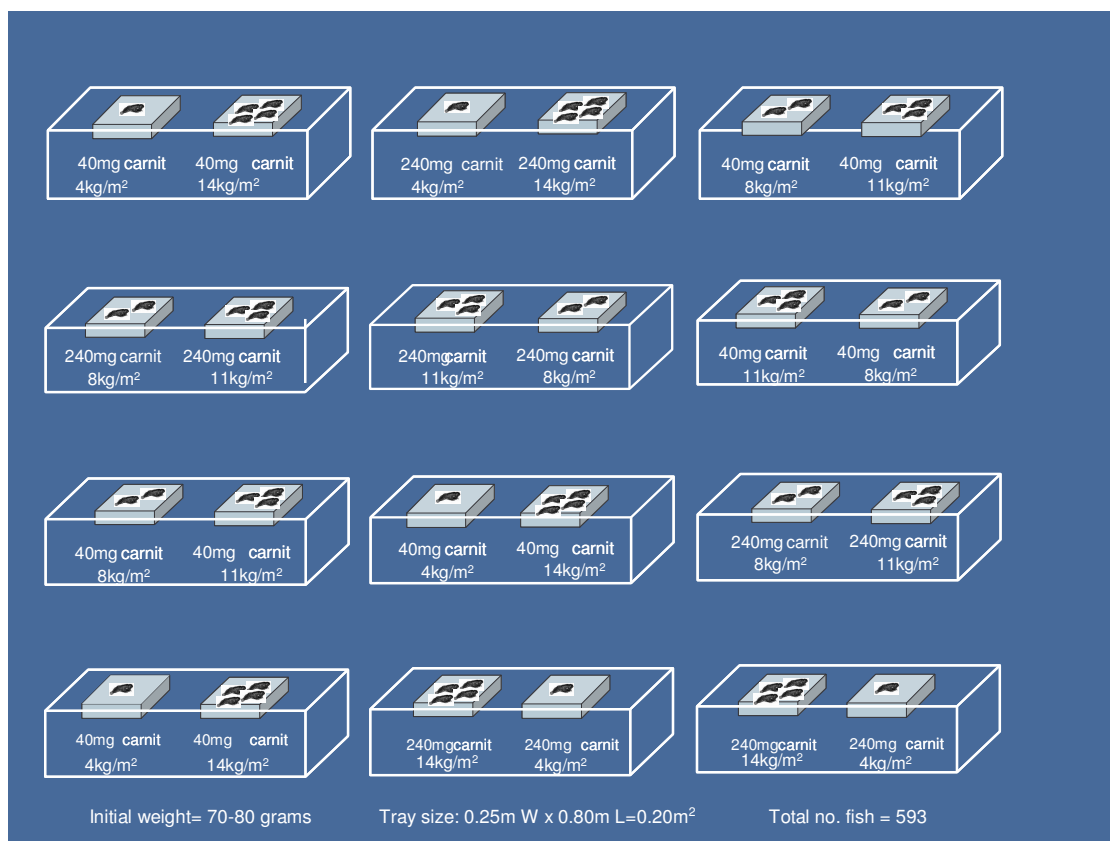 40mg carnit 40mg carnit
4kg/m² 14kg/m²
240mg carnit 240mg carnit
4kg/m² 14kg/m²
40mg carnit 40mg carnit
8kg/m² 11kg/m²
240mg carnit 240mg carnit
8kg/m² 11kg/m²
240mgcarnit 240mg carnit
11kg/m² 8kg/m²
40mg carnit 40mg carnit
11kg/m² 8kg/m²
40mg carnit 40mg carnit
8kg/m² 11kg/m²
40mg carnit 40mg carnit
4kg/m² 14kg/m²
240mg carnit 240mg carnit
8kg/m² 11kg/m²
40mg carnit 40mg carnit
4kg/m² 14kg/m²
240mgcarnit 240mg carnit
14kg/m² 4kg/m²
240mgcarnit 240mg carnit
14kg/m² 4kg/m²
Initial weight= 70-80 grams Tray size: 0.25m W x 0.80m L=0.20m² Total no. fish = 593